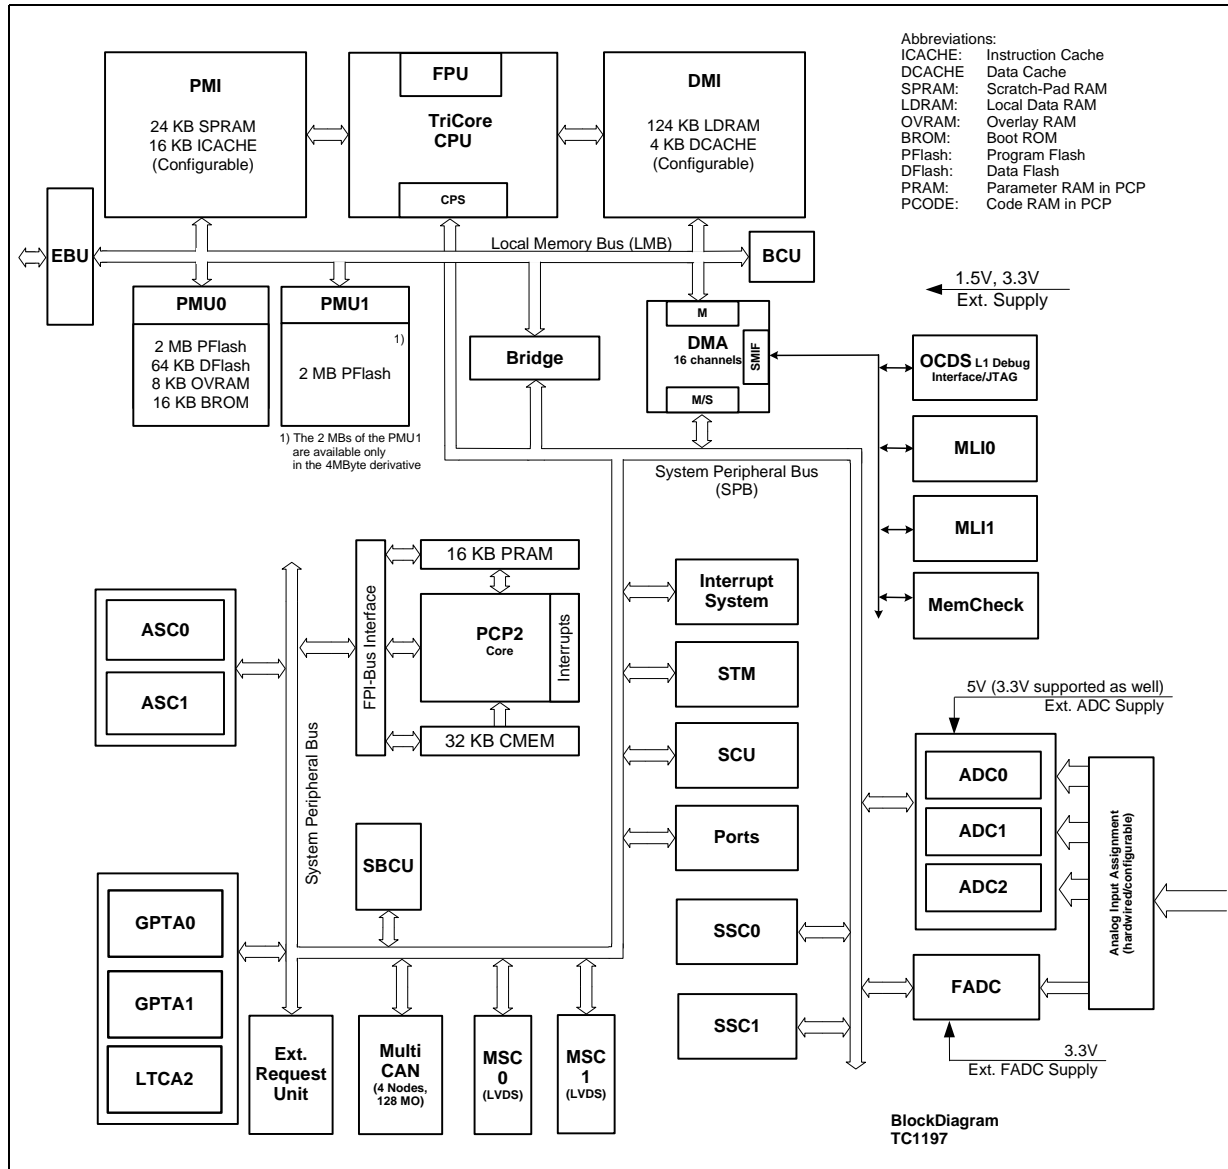 Abbreviations:
ICACHE: Instruction Cache
DCACHE Data Cache
SPRAM: Scratch-Pad RAM
LDRAM: Local Data RAM
OVRAM: Overlay RAM
BROM: Boot ROM
PFlash: Program Flash
DFlash: Data Flash
PRAM: Parameter RAM in PCP
PCODE: Code RAM in PCP
PMI
24 KB SPRAM
16 KB ICACHE
(Configurable)
FPU
TriCore
CPU
CPS
DMI
124 KB LDRAM
4 KB DCACHE
(Configurable)
EBU
Local Memory Bus (LMB)
BCU
1.5V, 3.3V
Ext. Supply
PMU0
2 MB PFlash
64 KB DFlash
8 KB OVRAM
16 KB BROM
PMU1
1)
2 MB PFlash
1) The 2 MBs of the PMU1
are available only
in the 4MByte derivative
Bridge
M
DMA
16 channels
SMIF
M/S
OCDS L1 Debug
Interface/JTAG
MLI0
MLI1
MemCheck
System Peripheral Bus
(SPB)
FPI-Bus Interface
16 KB PRAM
PCP2
Core
Interrupts
32 KB CMEM
Interrupt
System
STM
SCU
Ports
ASC0
ASC1
System Peripheral Bus
5V (3.3V supported as well)
Ext. ADC Supply
ADC0
ADC1
ADC2
Analog Input Assignment
(hardwired/configurable)
SBCU
GPTA0
GPTA1
LTCA2
SSC0
SSC1
FADC
3.3V
Ext. FADC Supply
Ext.
Request
Unit
Multi
CAN
(4 Nodes,
128 MO)
MSC
0
(LVDS)
MSC
1
(LVDS)
BlockDiagram
TC1197